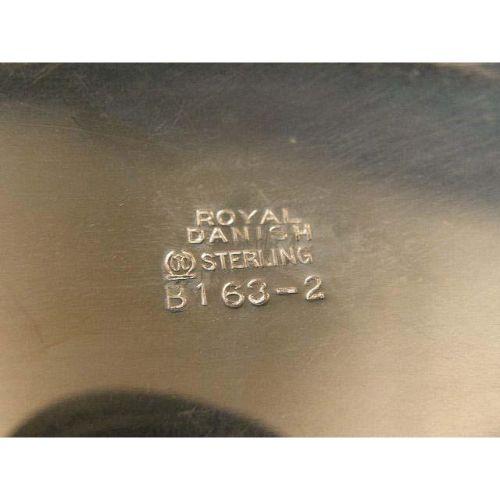 ROYAL
DANISH
STERLING
B163-2